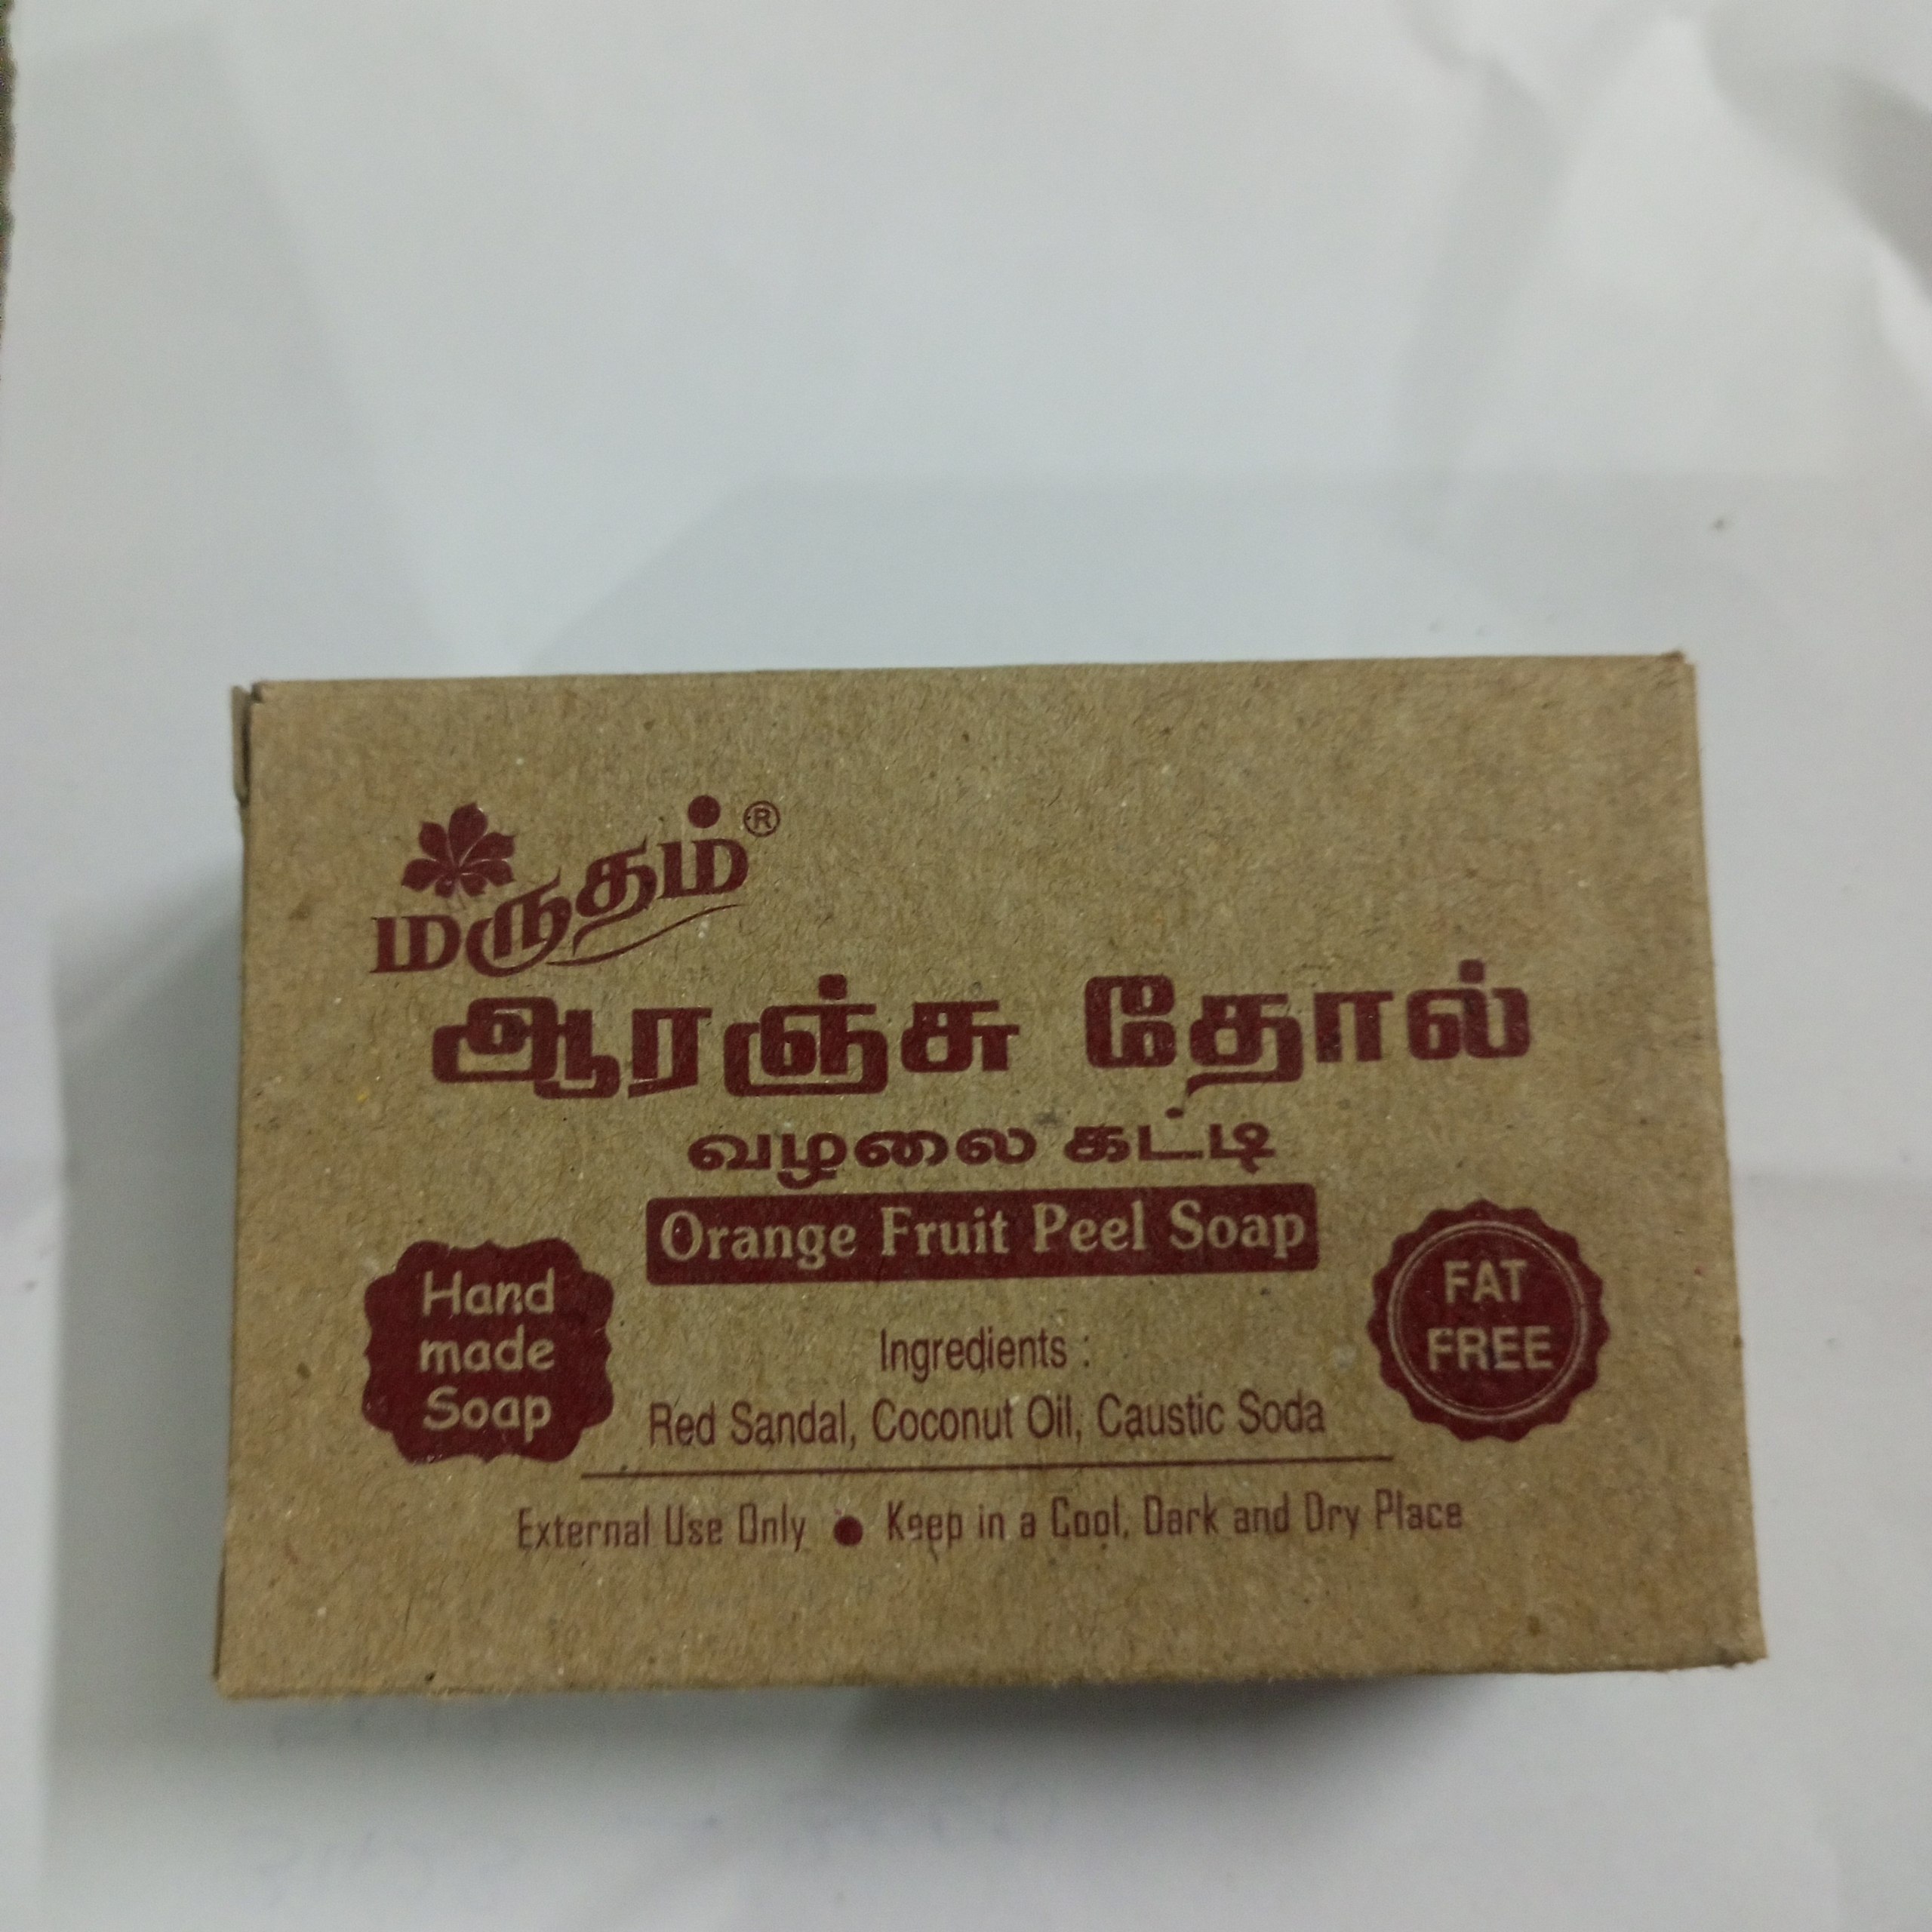 மருதம்®
ஆரஞ்சு தோல்
வழலை கட்டி
Orange Fruit Peel Soap
Hand
made
Soap
FAT
FREE
Ingredients :
Red Sandal, Coconut Oil, Caustic Soda
External Use Only ● Keep in a Cool, Dark and Dry Place